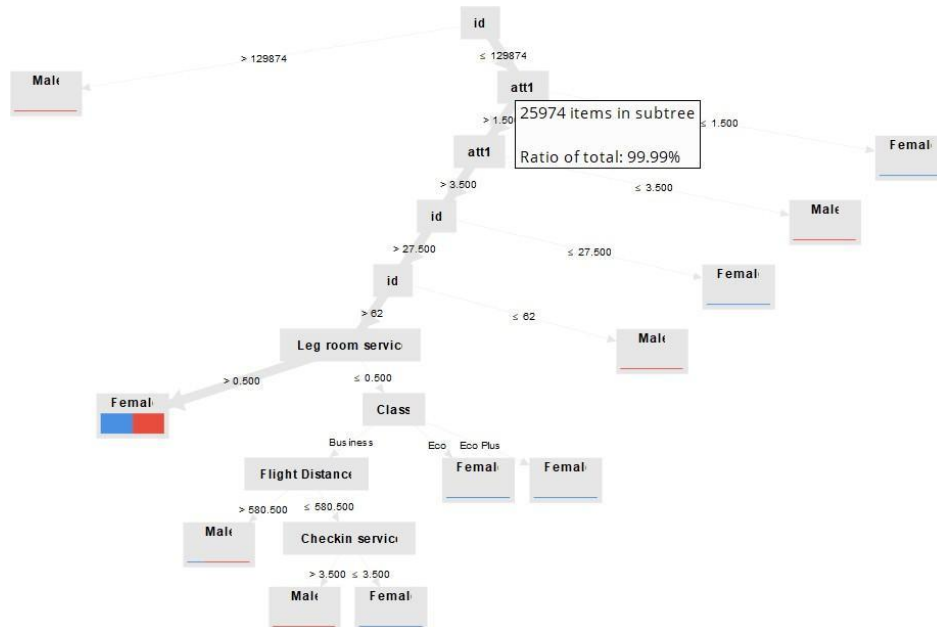 id
> 129874
≤ 129874
Male
att1
25974 items in subtree
> 1.500
≤ 1.500
Ratio of total: 99.99%
att1
Femal
> 3.500
≤ 3.500
id
Male
> 27.500
≤ 27.500
id
Femal
> 62
≤ 62
Leg room servic
Male
> 0.500
≤ 0.500
Femal
Class
Business
Eco
Eco Plus
Flight Distance
Femal
Femal
> 580.500
≤ 580.500
Male
Checkin servic
> 3.500
≤ 3.500
Male
Femal